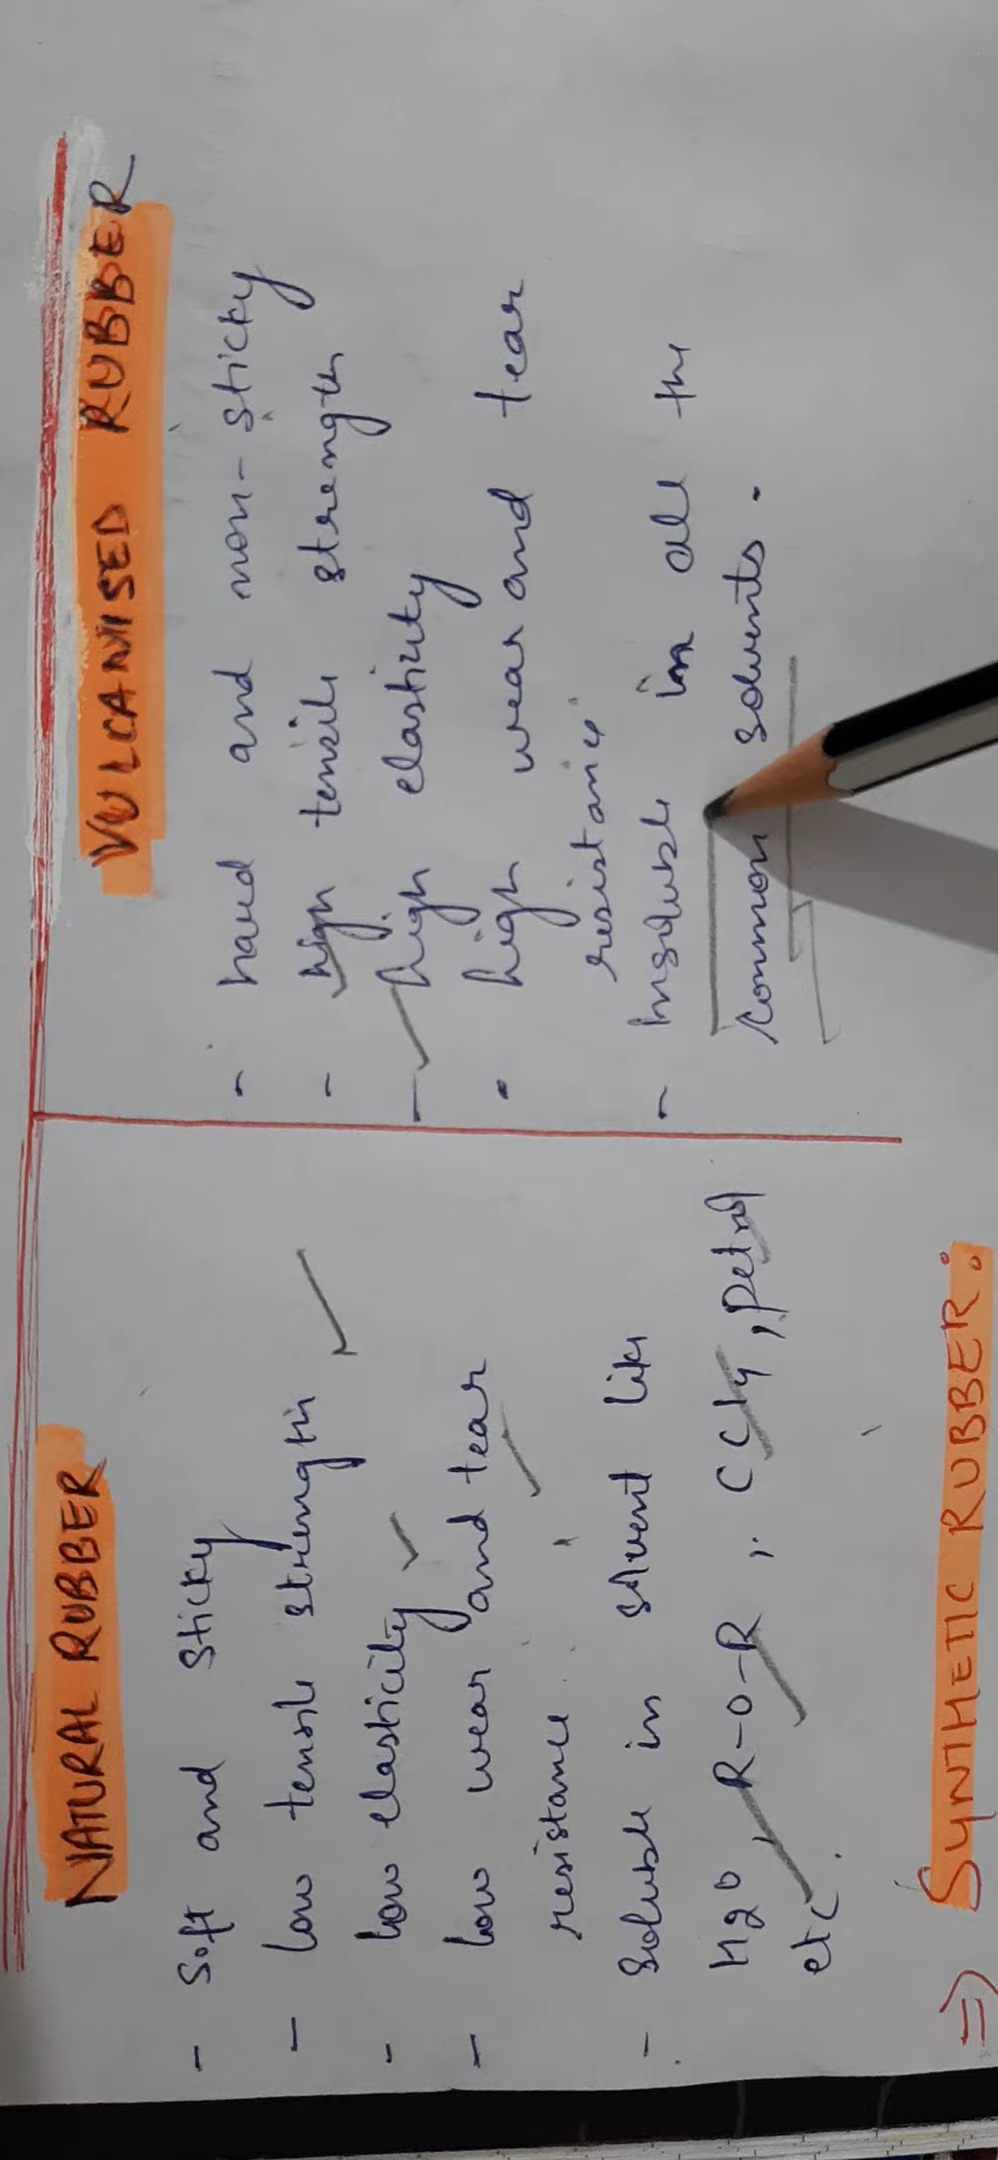 NATURAL RUBBER
- Soft and sticky
- Low tensile strength
- Low elasticity
- Low wear and tear
resistance.
- Soluble in solvent like
H2O, R-O-R, CCl4, petrol
etc.
VULCANISED RUBBER
- hard and non-sticky
- high tensile strength
- high elasticity
- high wear and tear
resistance
- Insoluble in all the
common solvents.
=> SYNTHETIC RUBBER: